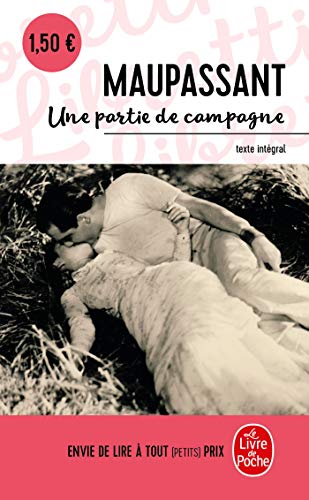 1,50 €
MAUPASSANT
Une partie de campagne
texte intégral
ENVIE DE LIRE À TOUT (PETITS) PRIX
Le
Livre
de
Poche